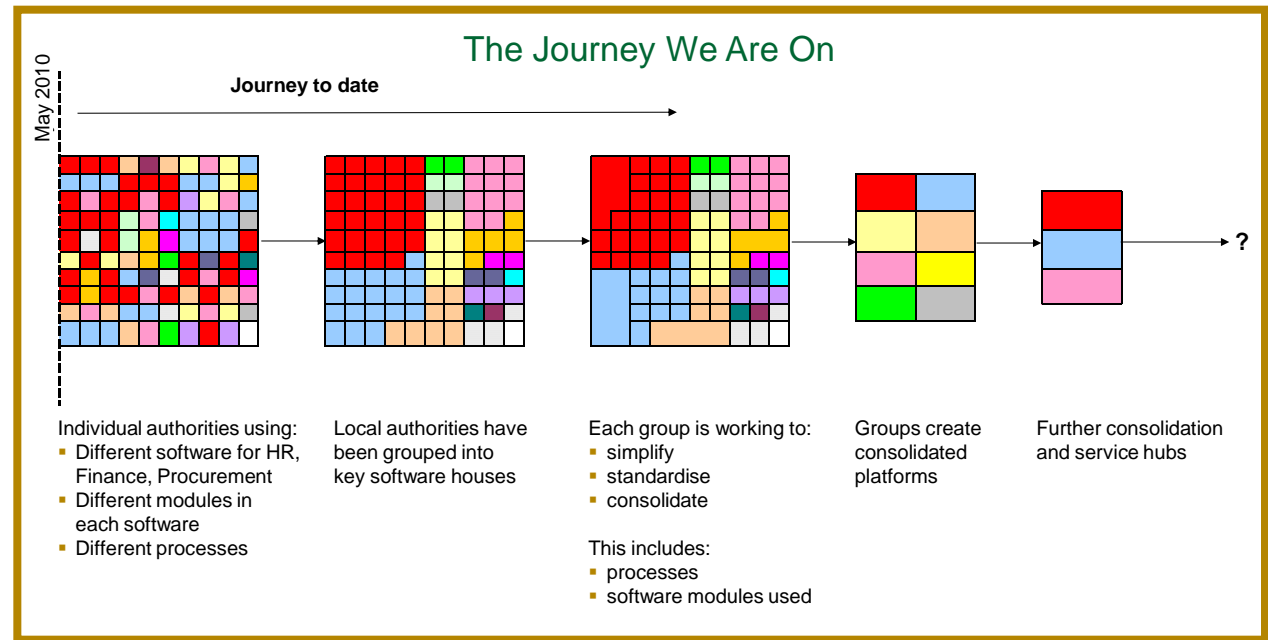 The Journey We Are On
May 2010
Journey to date
?
Individual authorities using:
▪ Different software for HR,
Finance, Procurement
▪ Different modules in
each software
▪ Different processes
Local authorities have
been grouped into
key software houses
Each group is working to:
▪ simplify
▪ standardise
▪ consolidate
This includes:
▪ processes
▪ software modules used
Groups create
consolidated
platforms
Further consolidation
and service hubs